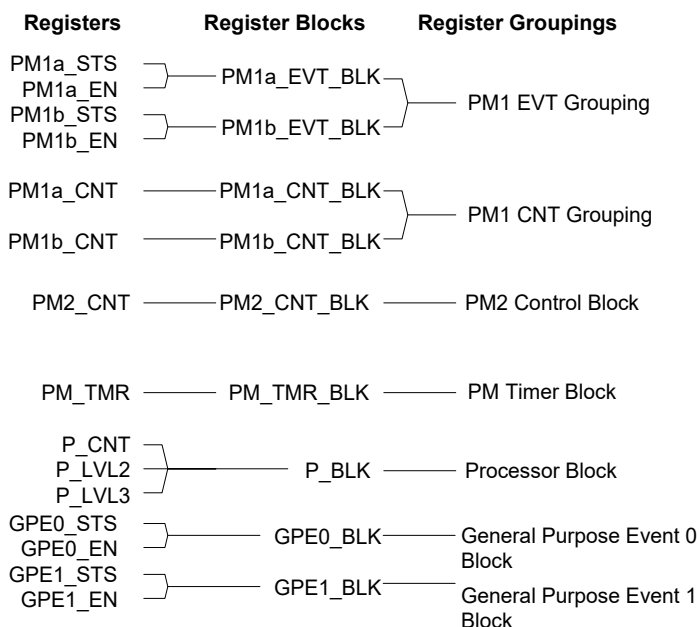 Registers Register Blocks Register Groupings
PM1a_STS
PM1a_EN
PM1a_EVT_BLK
PM1b_STS
PM1b_EN
PM1b_EVT_BLK
PM1 EVT Grouping
PM1a_CNT PM1a_CNT_BLK
PM1b_CNT PM1b_CNT_BLK
PM1 CNT Grouping
PM2_CNT PM2_CNT_BLK PM2 Control Block
PM_TMR PM_TMR_BLK PM Timer Block
P_CNT
P_LVL2 P_BLK Processor Block
P_LVL3
GPE0_STS
GPE0_EN
GPE0_BLK General Purpose Event 0
Block
GPE1_STS
GPE1_EN
GPE1_BLK General Purpose Event 1
Block